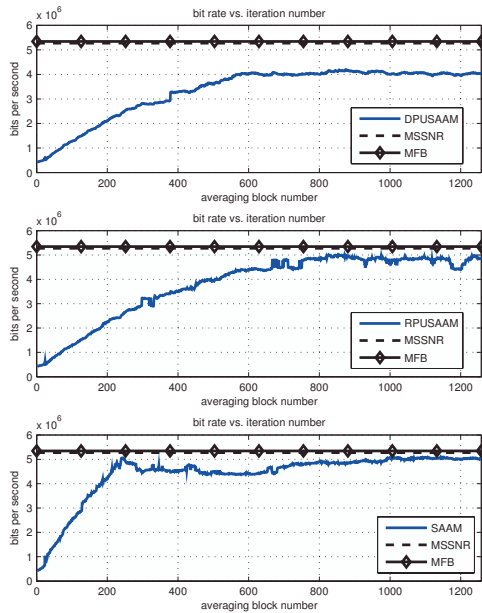 bit rate vs. iteration number
x 10^6
6
5
4
3
2
1
0
bits per second
DPUSAAM
MSSNR
MFB
0 200 400 600 800 1000 1200
averaging block number
bit rate vs. iteration number
x 10^6
6
5
4
3
2
1
0
bits per second
RPUSAAM
MSSNR
MFB
0 200 400 600 800 1000 1200
averaging block number
bit rate vs. iteration number
x 10^6
6
5
4
3
2
1
0
bits per second
SAAM
MSSNR
MFB
0 200 400 600 800 1000 1200
averaging block number